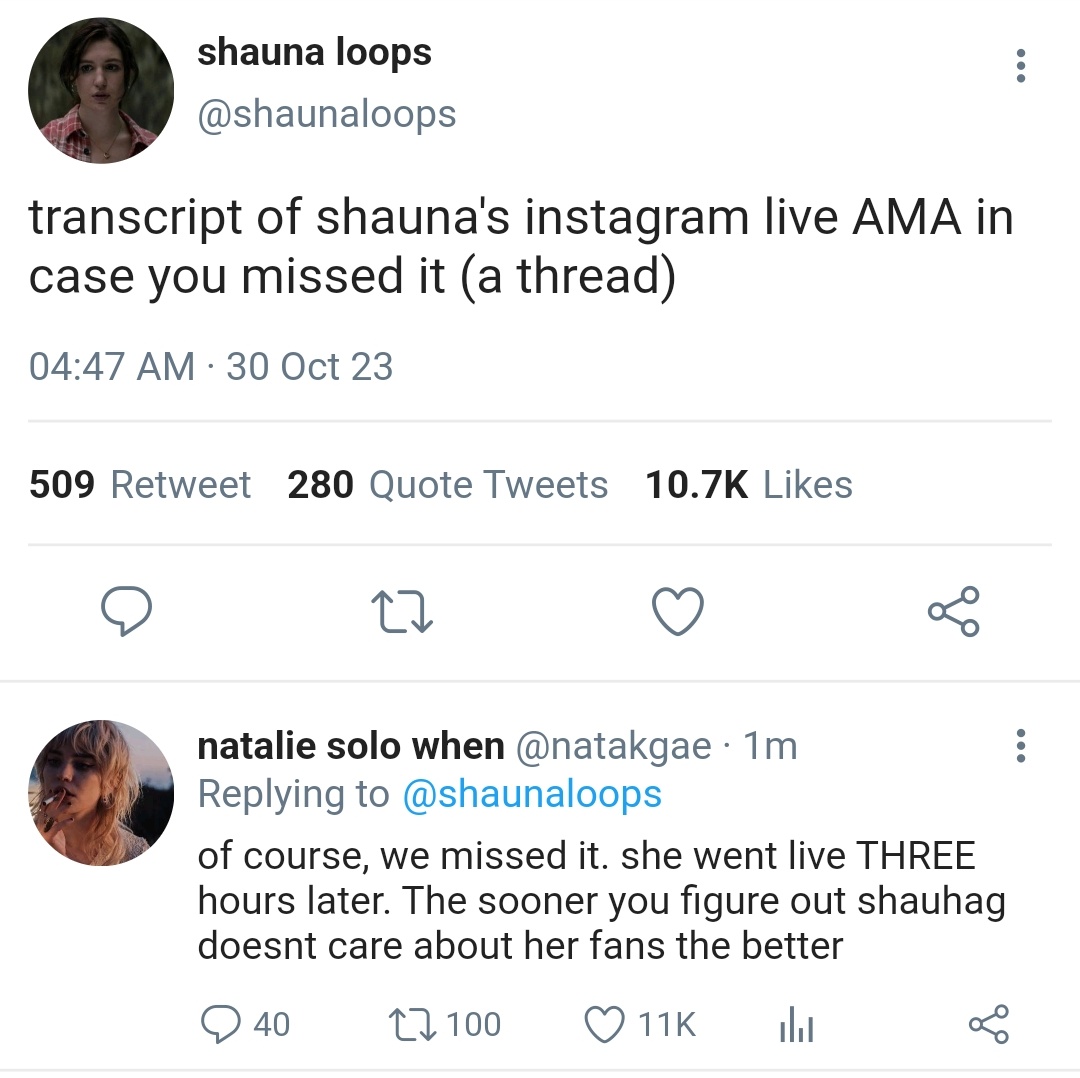 shauna loops
@shaunaloops
transcript of shauna's instagram live AMA in
case you missed it (a thread)
04:47 AM · 30 Oct 23
509 Retweet 280 Quote Tweets 10.7K Likes
natalie solo when @natakgae · 1m
Replying to @shaunaloops
of course, we missed it. she went live THREE
hours later. The sooner you figure out shauhag
doesnt care about her fans the better
40 100 11K